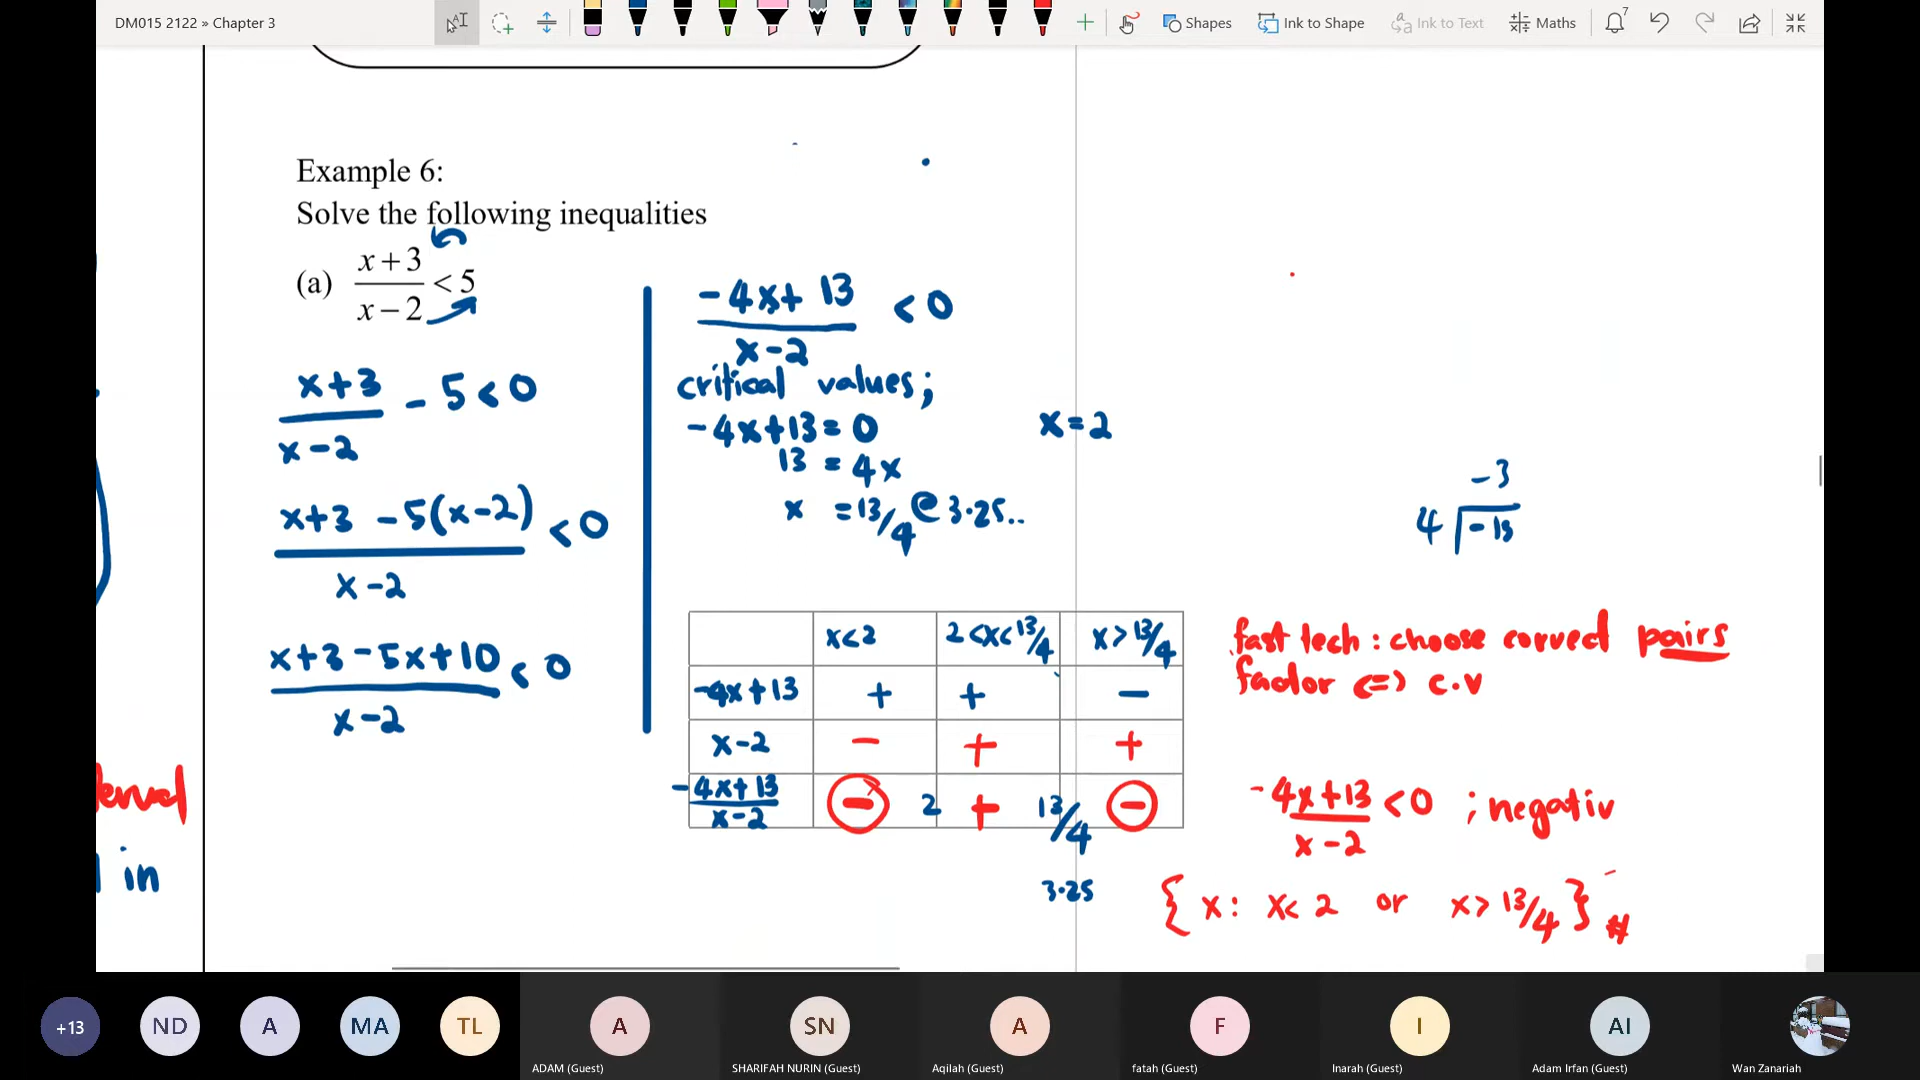 DM015 2122 » Chapter 3
Shapes
Ink to Shape
Ink to Text
Maths
7
Example 6:
Solve the following inequalities
(a) x+3/x−2 < 5
x+3/x-2 - 5 < 0
x+3 - 5(x-2)/x-2 < 0
x+3 - 5x+10/x-2 < 0
-4x+13/x-2 < 0
critical values;
-4x+13 = 0
x = 2
13 = 4x
x = 13/4 @ 3.25..
-3
4 -13
x<2 2<x<13/4 x>13/4
-4x+13 + + -
x-2 - + +
-4x+13/x-2 - 2 + 13/4 -
3.25
fast tech : choose correct pairs
factor <=> c.v
-4x+13/x-2 < 0 ; negativ
{x: x<2 or x>13/4} #
in
+13
ND
A
MA
TL
A
ADAM (Guest)
SN
SHARIFAH NURIN (Guest)
A
Aqilah (Guest)
F
fatah (Guest)
I
Inarah (Guest)
AI
Adam Irfan (Guest)
Wan Zanariah